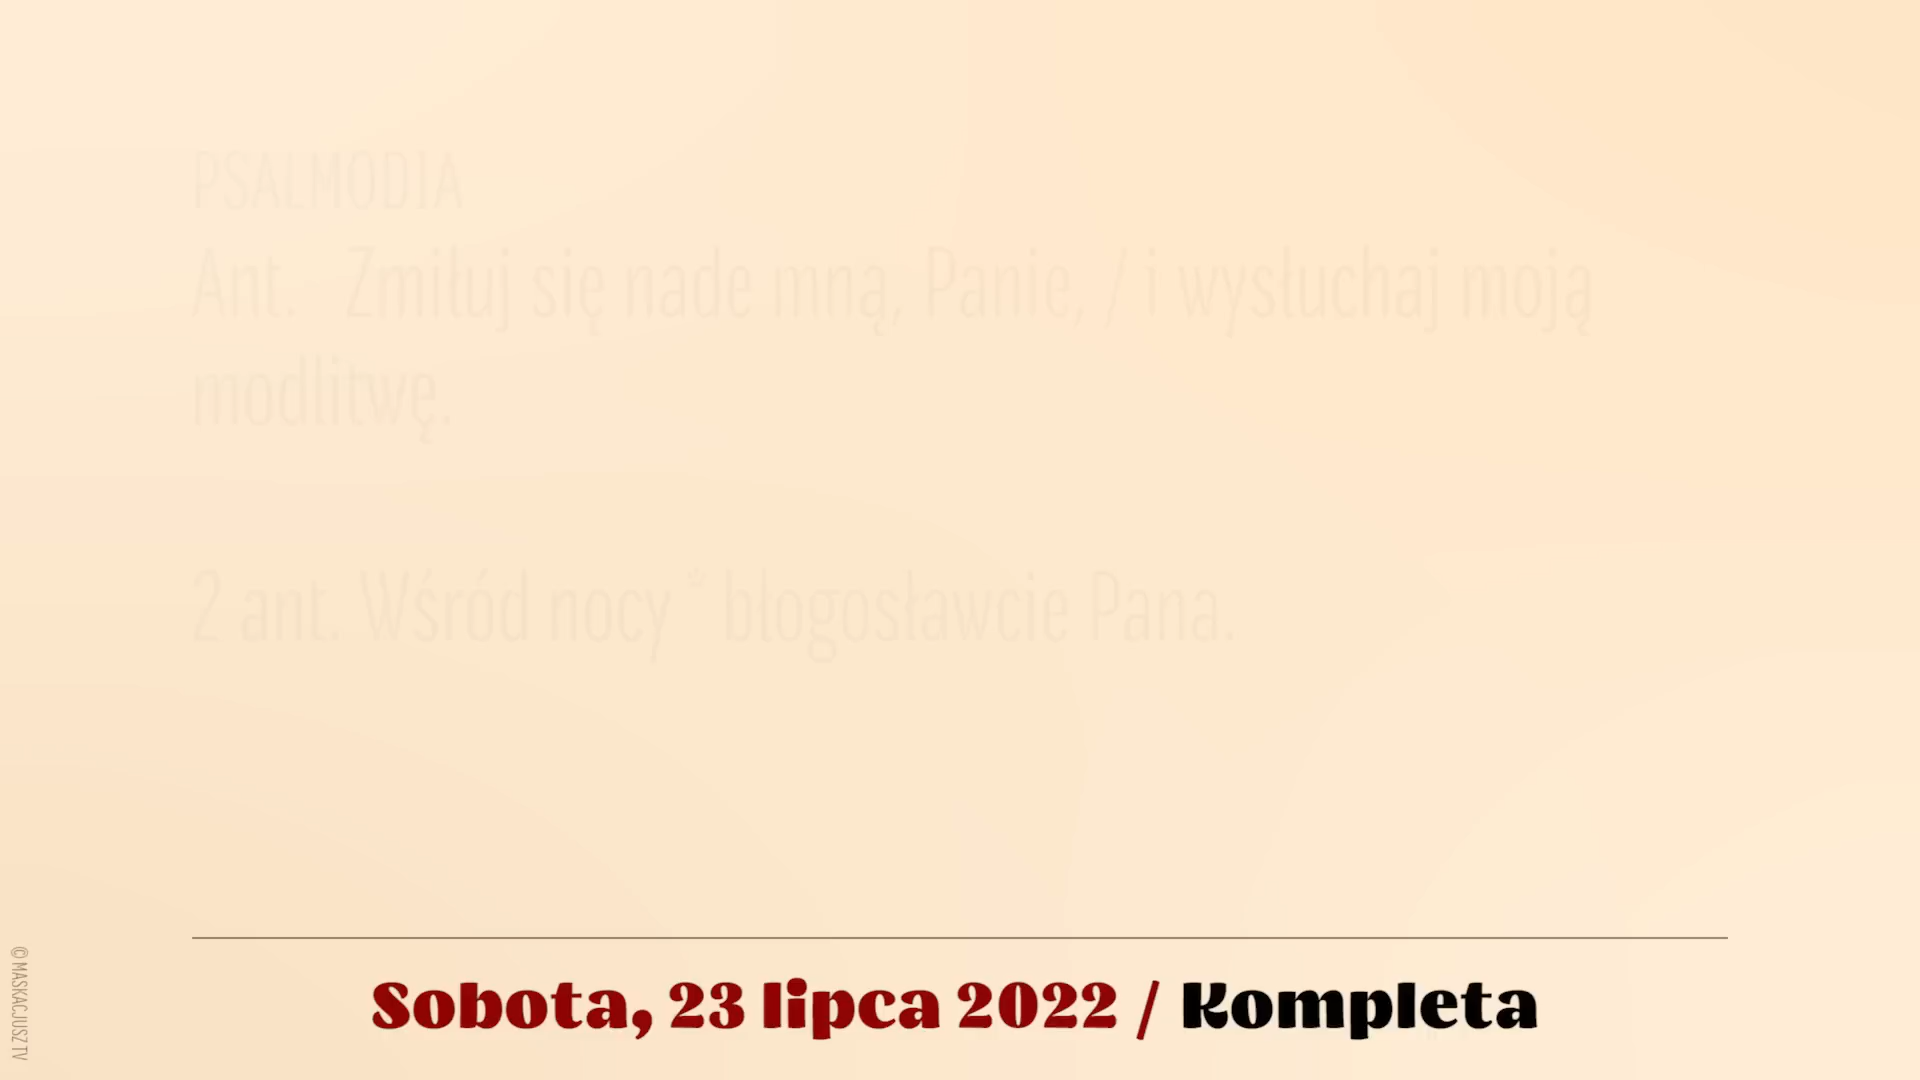 PSALMODIA
Ant. Zmiłuj się nade mną, Panie, / i wysłuchaj moją
modlitwę.
2 ant. Wśród nocy * błogosławcie Pana.
Sobota, 23 lipca 2022 / Kompleta
© MASKACJUSZ TV